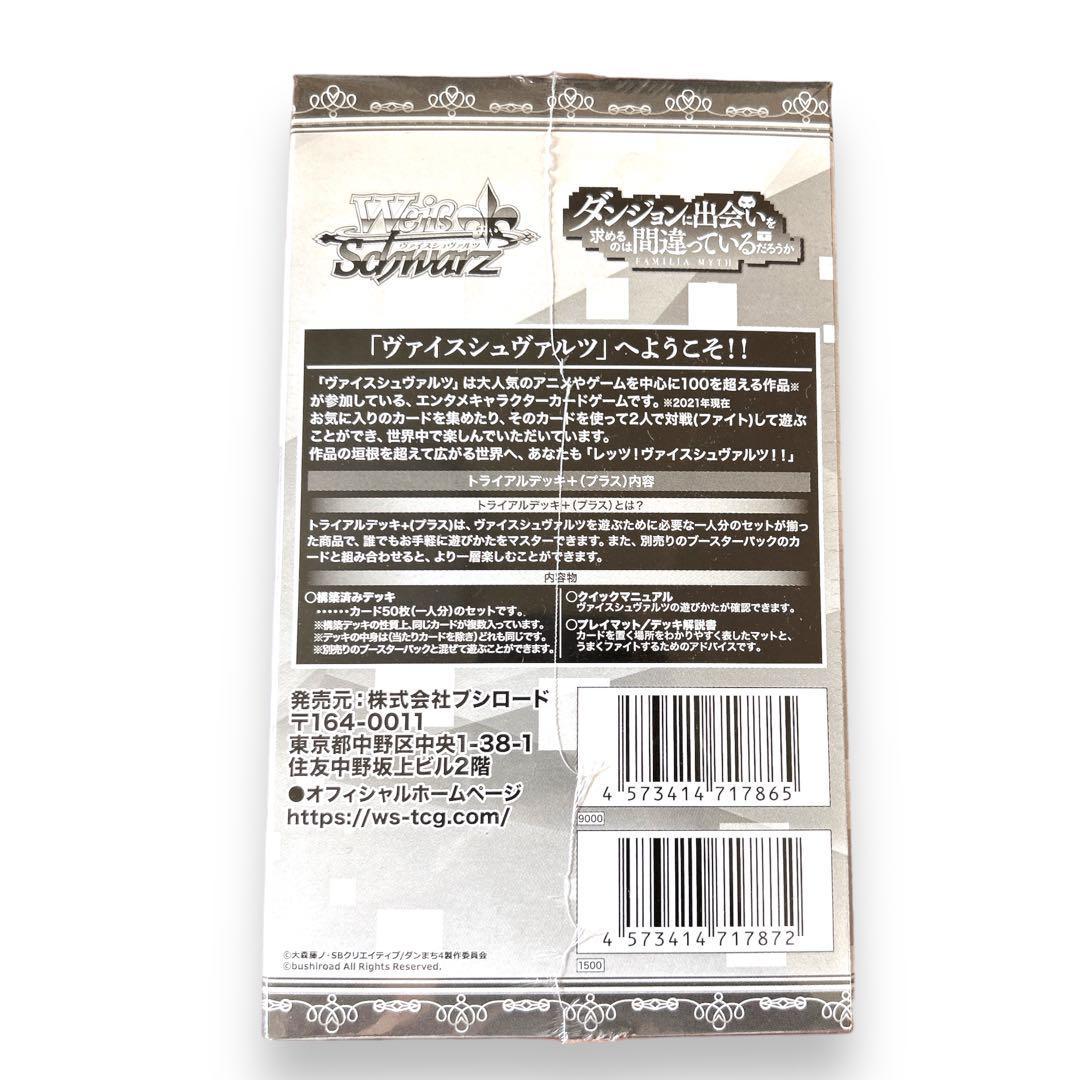 Weiß
ヴァイスシュヴァルツ
Schwarz
ダンジョンに出会いを
求めるのは間違っているだろうか
FAMILIA MYTH
「ヴァイスシュヴァルツ」へようこそ!!
「ヴァイスシュヴァルツ」は大人気のアニメやゲームを中心に100を超える作品※
が参加している、エンタメキャラクターカードゲームです。※2021年現在
お気に入りのカードを集めたり、そのカードを使って2人で対戦(ファイト)して遊ぶ
ことができ、世界中で楽しんでいただいています。
作品の垣根を超えて広がる世界へ、あなたも「レッツ!ヴァイスシュヴァルツ!!」
トライアルデッキ+(プラス)内容
トライアルデッキ+(プラス)とは?
トライアルデッキ+(プラス)は、ヴァイスシュヴァルツを遊ぶために必要な一人分のセットが揃っ
た商品で、誰でもお手軽に遊びかたをマスターできます。また、別売りのブースターパックのカ
ードと組み合わせると、より一層楽しむことができます。
内容物
○構築済みデッキ
……カード50枚(一人分)のセットです。
※構築デッキの性質上、同じカードが複数入っています。
※デッキの中身は(当たりカードを除き)どれも同じです。
※別売りのブースターパックと混ぜて遊ぶことができます。
○クイックマニュアル
ヴァイスシュヴァルツの遊びかたが確認できます。
○プレイマット/デッキ解説書
カードを置く場所をわかりやすく表したマットと、
うまくファイトするためのアドバイスです。
発売元:株式会社ブシロード
〒164-0011
東京都中野区中央1-38-1
住友中野坂上ビル2階
●オフィシャルホームページ
https://ws-tcg.com/
4 573414 717865
9000
4 573414 717872
1500
©大森藤ノ・SBクリエイティブ/ダンまち4製作委員会
©bushiroad All Rights Reserved.